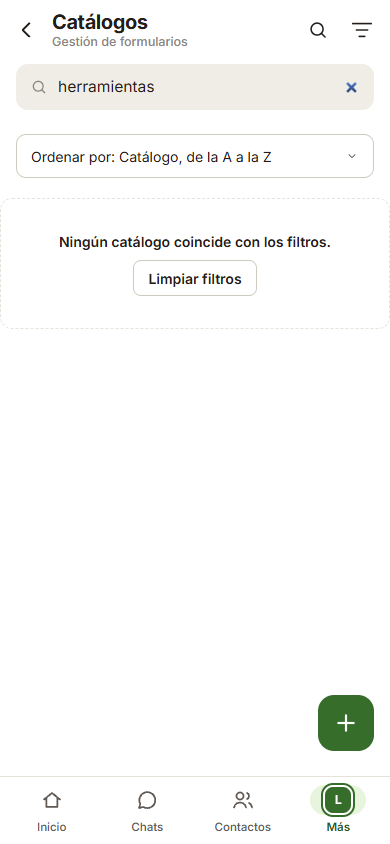 Catálogos
Gestión de formularios
herramientas
Ordenar por: Catálogo, de la A a la Z
Ningún catálogo coincide con los filtros.
Limpiar filtros
L
Inicio
Chats
Contactos
Más